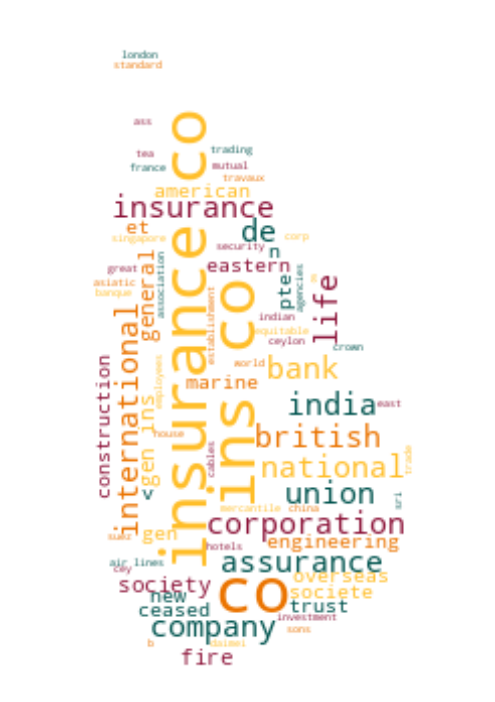 london
standard
ass
insurance co
tea
trading
france
mutual
travaux
american
insurance
et
de
singapore
corp
security
n
great
eastern
asiatic
banque
general
association
pte
agencies
life
establishment
ins co
indian
equitable
ceylon
crown
international
world
bank
construction
employees
marine
gen ins
india
east
house
british
cables
national
trade
v
union
sri
mercantile
china
corporation
suez
gen
engineering
hotels
air lines
cey
assurance
overseas
society
co
societe
new
ceased
trust
company
investment
sons
b
daimei
fire